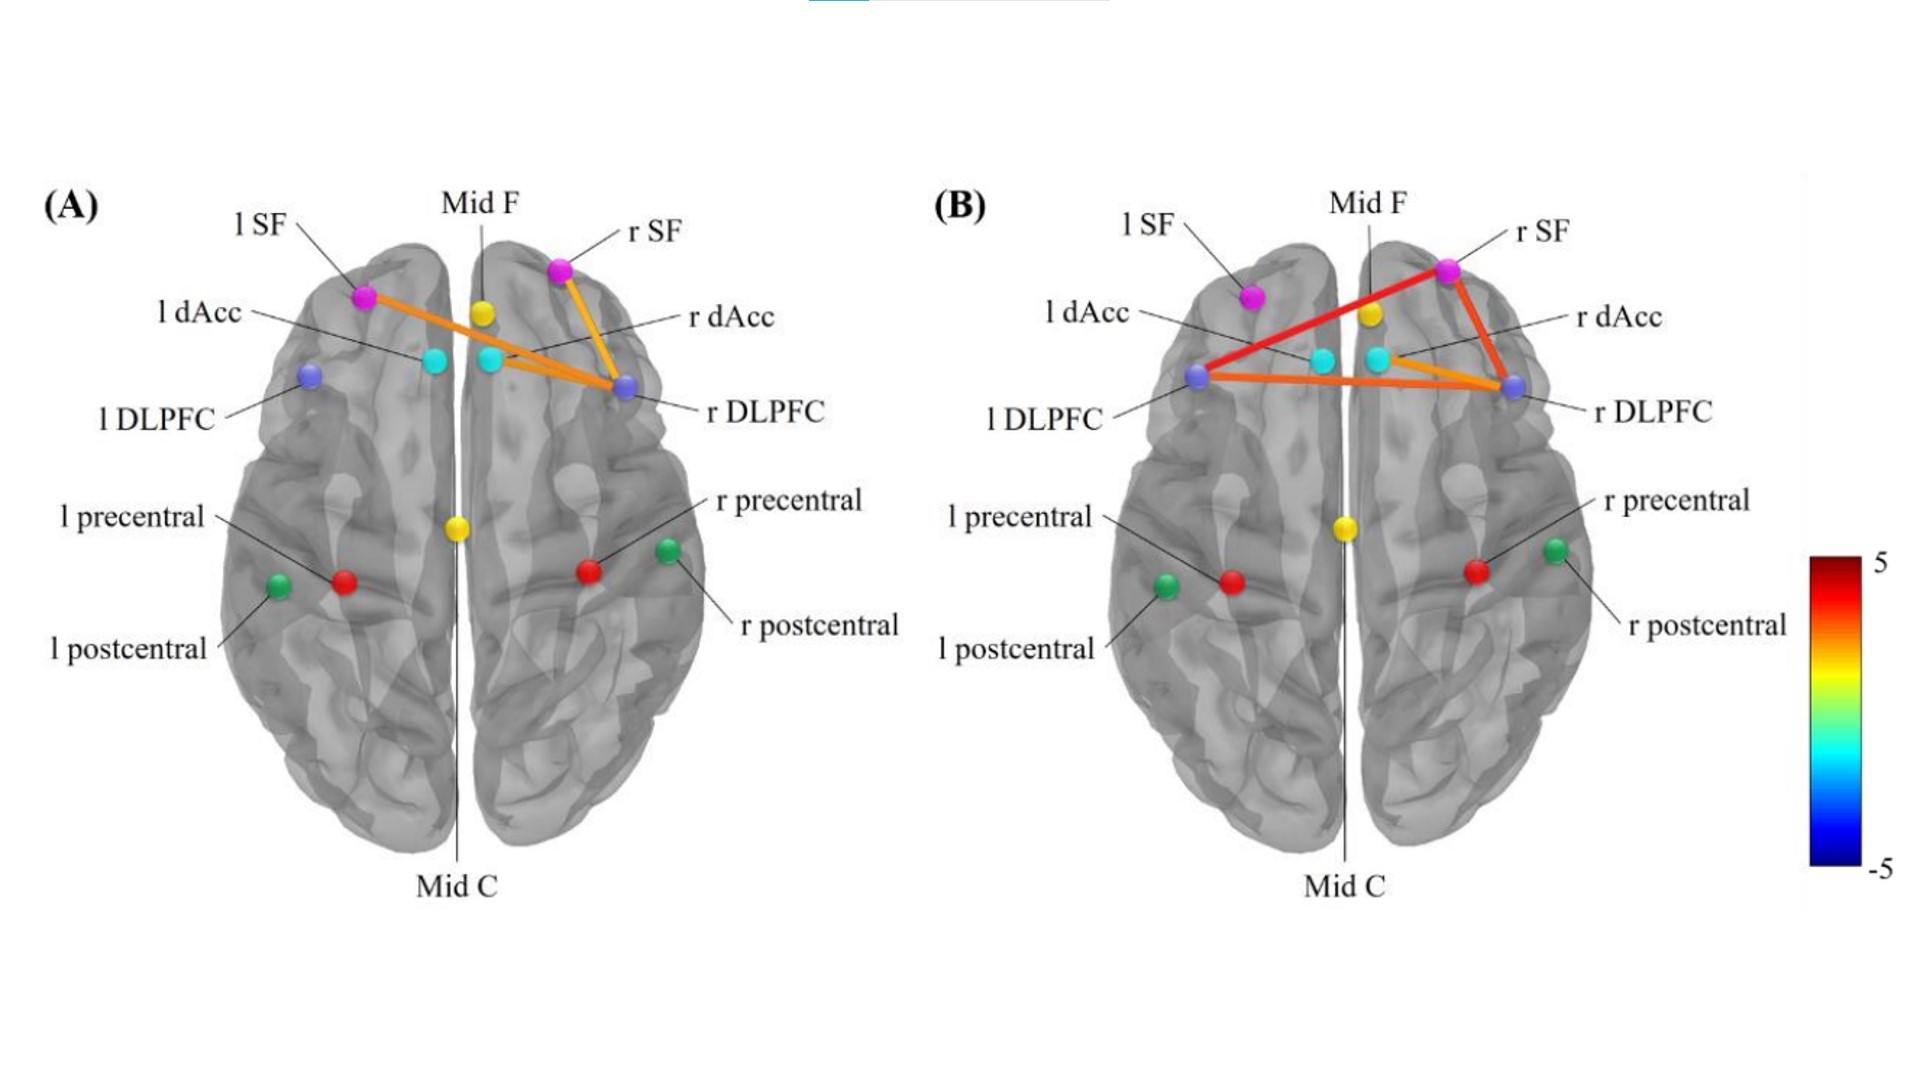 (A)
Mid F
l SF
r SF
l dAcc
r dAcc
l DLPFC
r DLPFC
r precentral
l precentral
r postcentral
l postcentral
Mid C
(B)
Mid F
l SF
r SF
l dAcc
r dAcc
l DLPFC
r DLPFC
r precentral
l precentral
r postcentral
l postcentral
Mid C
5
-5